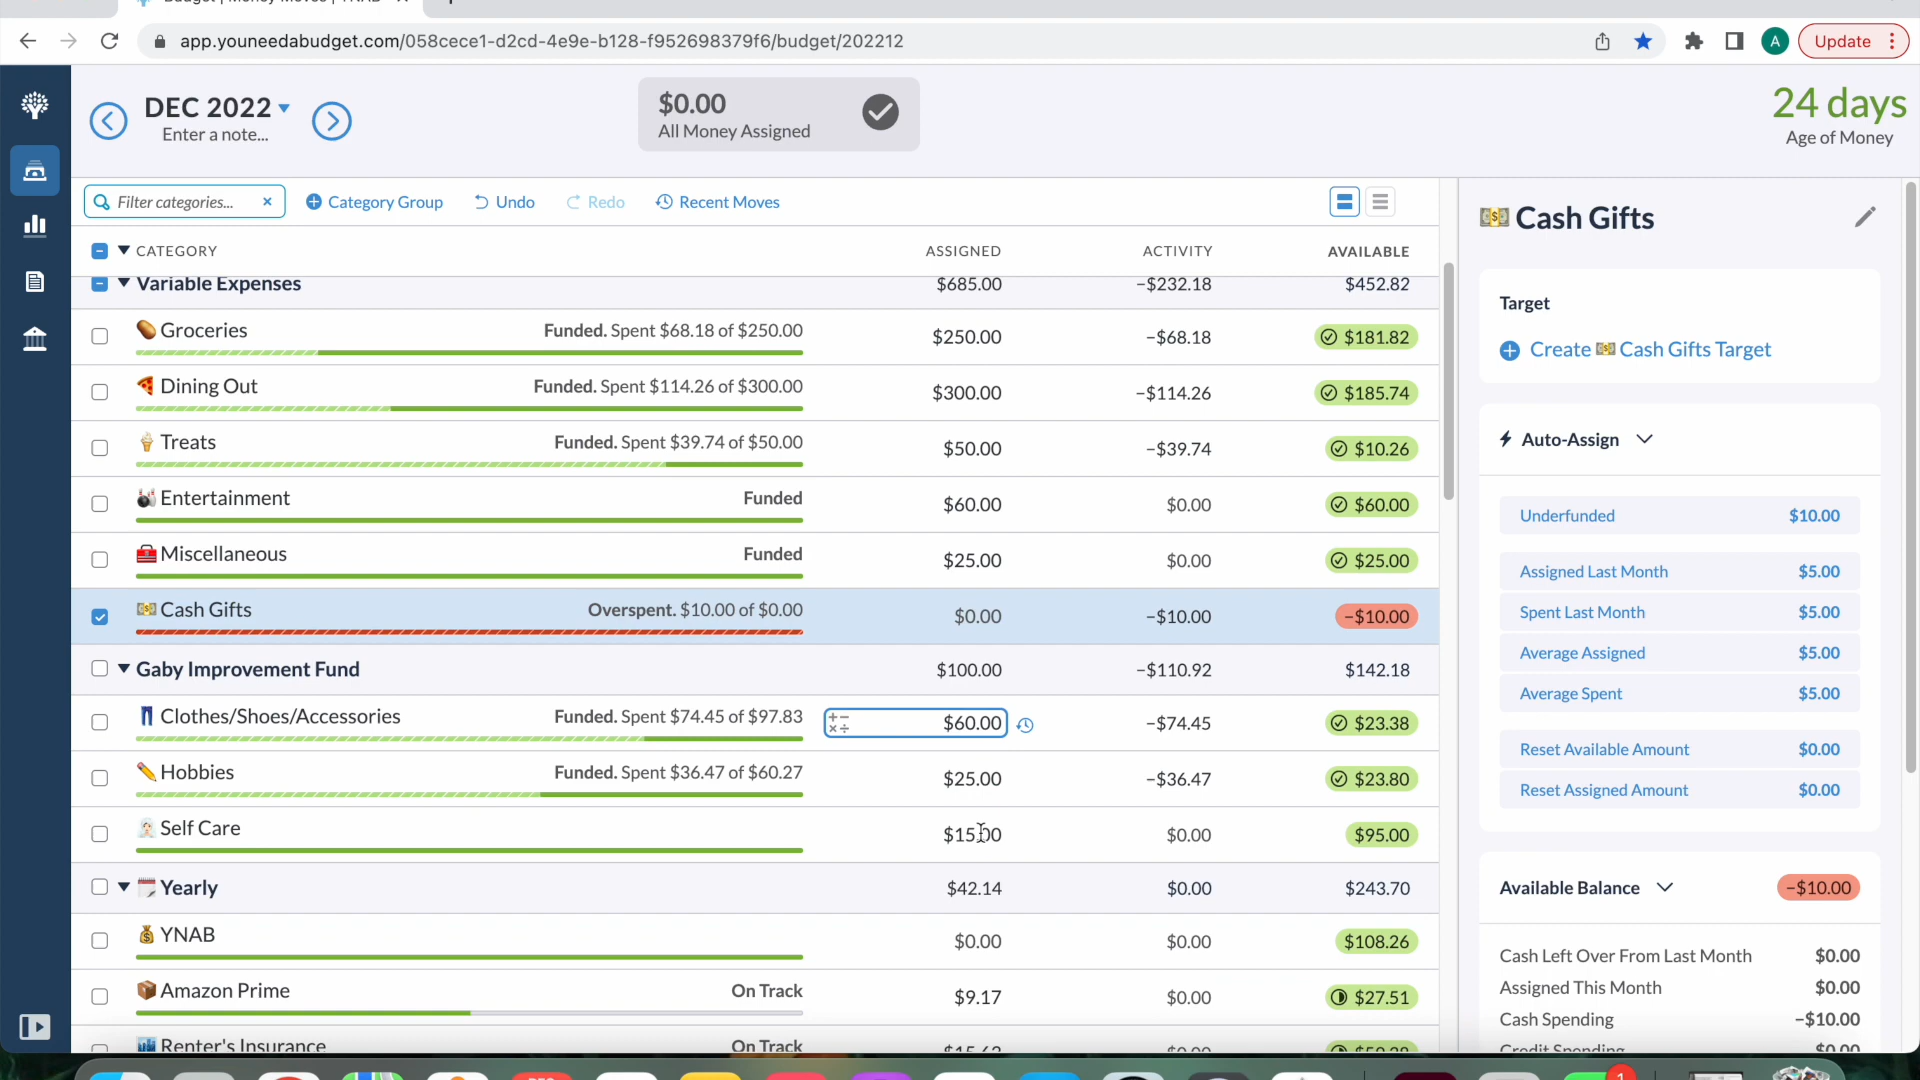 app.youneedabudget.com/058cece1-d2cd-4e9e-b128-f952698379f6/budget/202212
A
Update
DEC 2022
Enter a note...
$0.00
All Money Assigned
24 days
Age of Money
Filter categories...
Category Group
Undo
Redo
Recent Moves
CATEGORY ASSIGNED ACTIVITY AVAILABLE
Variable Expenses $685.00 −$232.18 $452.82
Groceries Funded. Spent $68.18 of $250.00 $250.00 −$68.18 $181.82
Dining Out Funded. Spent $114.26 of $300.00 $300.00 −$114.26 $185.74
Treats Funded. Spent $39.74 of $50.00 $50.00 −$39.74 $10.26
Entertainment Funded $60.00 $0.00 $60.00
Miscellaneous Funded $25.00 $0.00 $25.00
Cash Gifts Overspent. $10.00 of $0.00 $0.00 −$10.00 −$10.00
Gaby Improvement Fund $100.00 −$110.92 $142.18
Clothes/Shoes/Accessories Funded. Spent $74.45 of $97.83 $60.00 −$74.45 $23.38
Hobbies Funded. Spent $36.47 of $60.27 $25.00 −$36.47 $23.80
Self Care $15.00 $0.00 $95.00
Yearly $42.14 $0.00 $243.70
YNAB $0.00 $0.00 $108.26
Amazon Prime On Track $9.17 $0.00 $27.51
Renter's Insurance On Track
Cash Gifts
Target
Create Cash Gifts Target
Auto-Assign
Underfunded $10.00
Assigned Last Month $5.00
Spent Last Month $5.00
Average Assigned $5.00
Average Spent $5.00
Reset Available Amount $0.00
Reset Assigned Amount $0.00
Available Balance −$10.00
Cash Left Over From Last Month $0.00
Assigned This Month $0.00
Cash Spending −$10.00
Credit Spending $0.00